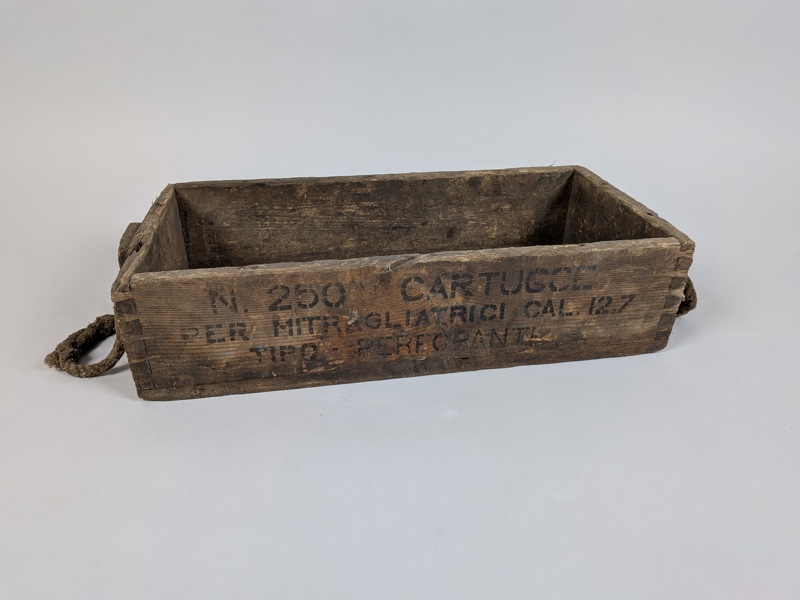 N. 250 CARTUCCE
PER MITRAGLIATRICI CAL. 12,7
TIPO: PERFORANTE